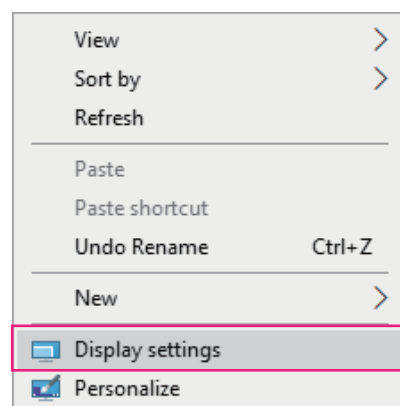 View
Sort by
Refresh
Paste
Paste shortcut
Undo Rename Ctrl+Z
New
Display settings
Personalize